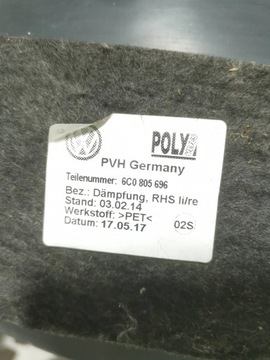 POLY
PVH Germany
Teilenummer: 6C0 805 696
Bez.: Dämpfung, RHS li/re
Stand: 03.02.14
Werkstoff: >PET<
Datum: 17.05.17 02S